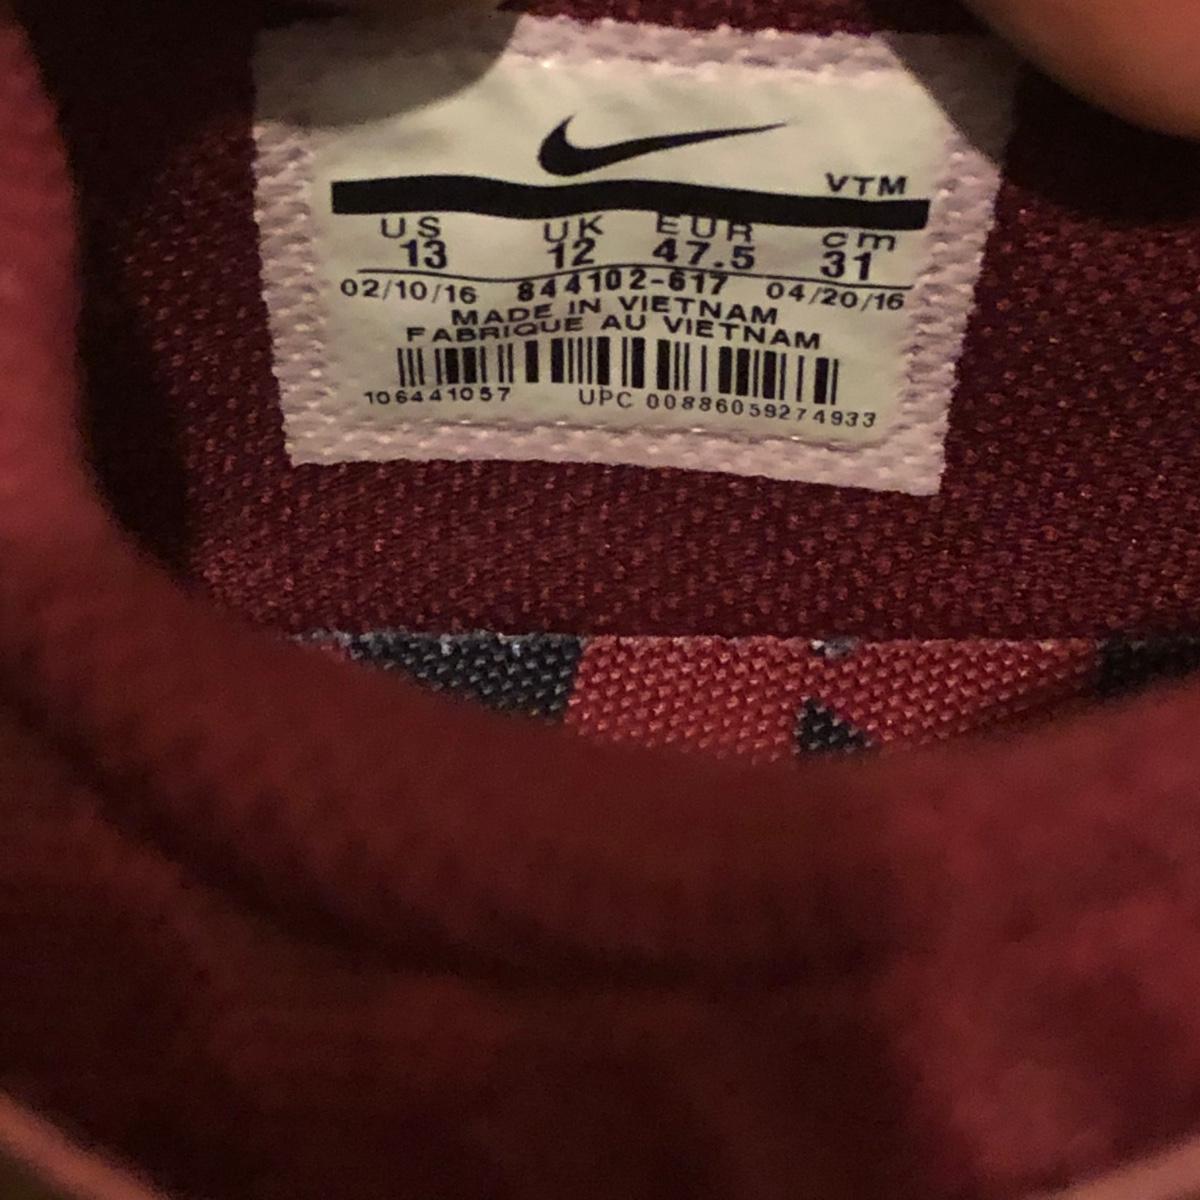 VTM
US UK EUR cm
13 12 47.5 31
02/10/16 844102-617 04/20/16
MADE IN VIETNAM
FABRIQUE AU VIETNAM
106441057 UPC 00886059274933